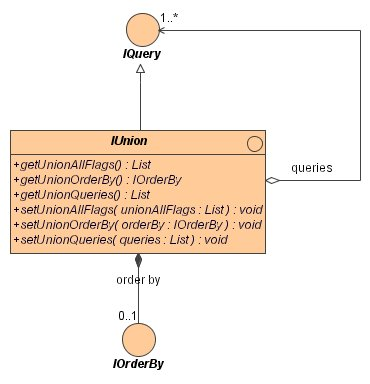 1..*
IQuery
IUnion
+getUnionAllFlags() : List
+getUnionOrderBy() : IOrderBy
+getUnionQueries() : List
+setUnionAllFlags( unionAllFlags : List ) : void
+setUnionOrderBy( orderBy : IOrderBy ) : void
+setUnionQueries( queries : List ) : void
queries
order by
0..1
IOrderBy